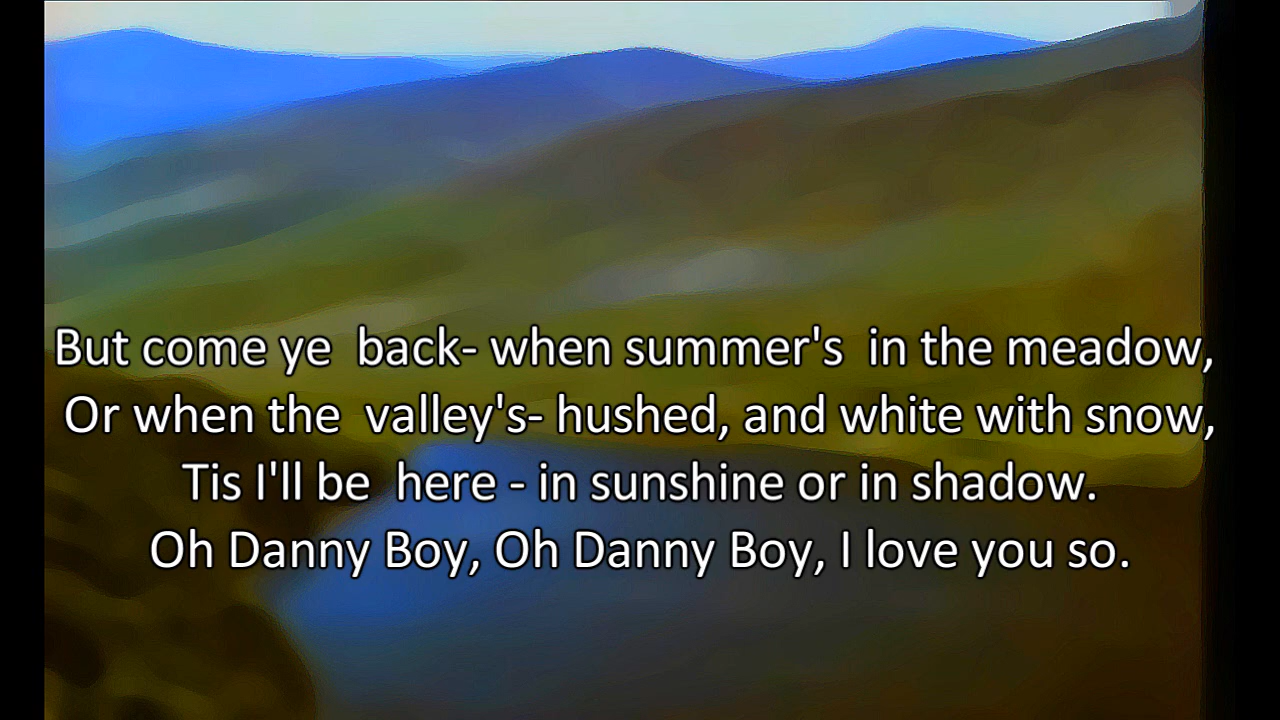 But come ye  back- when summer's  in the meadow,
Or when the  valley's- hushed, and white with snow,
Tis I'll be  here - in sunshine or in shadow.
Oh Danny Boy, Oh Danny Boy, I love you so.